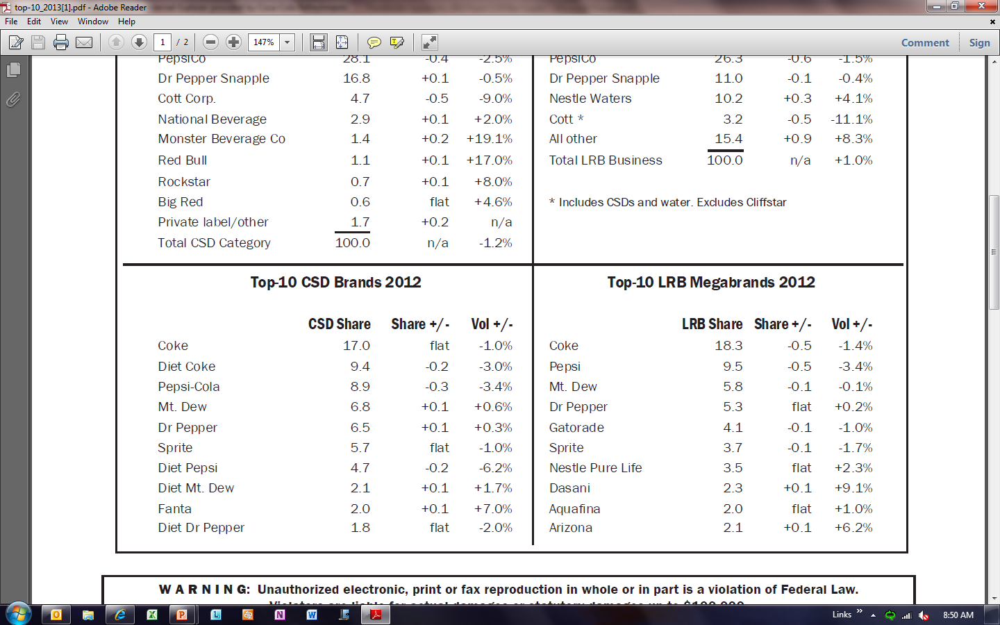 top-10_2013[1].pdf - Adobe Reader
File Edit View Window Help
1 / 2 147% Comment Sign
PepsiCo 28.1 -0.4 -2.5%
Dr Pepper Snapple 16.8 +0.1 -0.5%
Cott Corp. 4.7 -0.5 -9.0%
National Beverage 2.9 +0.1 +2.0%
Monster Beverage Co 1.4 +0.2 +19.1%
Red Bull 1.1 +0.1 +17.0%
Rockstar 0.7 +0.1 +8.0%
Big Red 0.6 flat +4.6%
Private label/other 1.7 +0.2 n/a
Total CSD Category 100.0 n/a -1.2%
PepsiCo 26.3 -0.6 -1.5%
Dr Pepper Snapple 11.0 -0.1 -0.4%
Nestle Waters 10.2 +0.3 +4.1%
Cott * 3.2 -0.5 -11.1%
All other 15.4 +0.9 +8.3%
Total LRB Business 100.0 n/a +1.0%
* Includes CSDs and water. Excludes Cliffstar
Top-10 CSD Brands 2012
CSD Share Share +/- Vol +/-
Coke 17.0 flat -1.0%
Diet Coke 9.4 -0.2 -3.0%
Pepsi-Cola 8.9 -0.3 -3.4%
Mt. Dew 6.8 +0.1 +0.6%
Dr Pepper 6.5 +0.1 +0.3%
Sprite 5.7 flat -1.0%
Diet Pepsi 4.7 -0.2 -6.2%
Diet Mt. Dew 2.1 +0.1 +1.7%
Fanta 2.0 +0.1 +7.0%
Diet Dr Pepper 1.8 flat -2.0%
Top-10 LRB Megabrands 2012
LRB Share Share +/- Vol +/-
Coke 18.3 -0.5 -1.4%
Pepsi 9.5 -0.5 -3.4%
Mt. Dew 5.8 -0.1 -0.1%
Dr Pepper 5.3 flat +0.2%
Gatorade 4.1 -0.1 -1.0%
Sprite 3.7 -0.1 -1.7%
Nestle Pure Life 3.5 flat +2.3%
Dasani 2.3 +0.1 +9.1%
Aquafina 2.0 flat +1.0%
Arizona 2.1 +0.1 +6.2%
WARNING: Unauthorized electronic, print or fax reproduction in whole or in part is a violation of Federal Law.
Violators are liable for actual damages or statutory damages up to $100,000
Links 8:50 AM